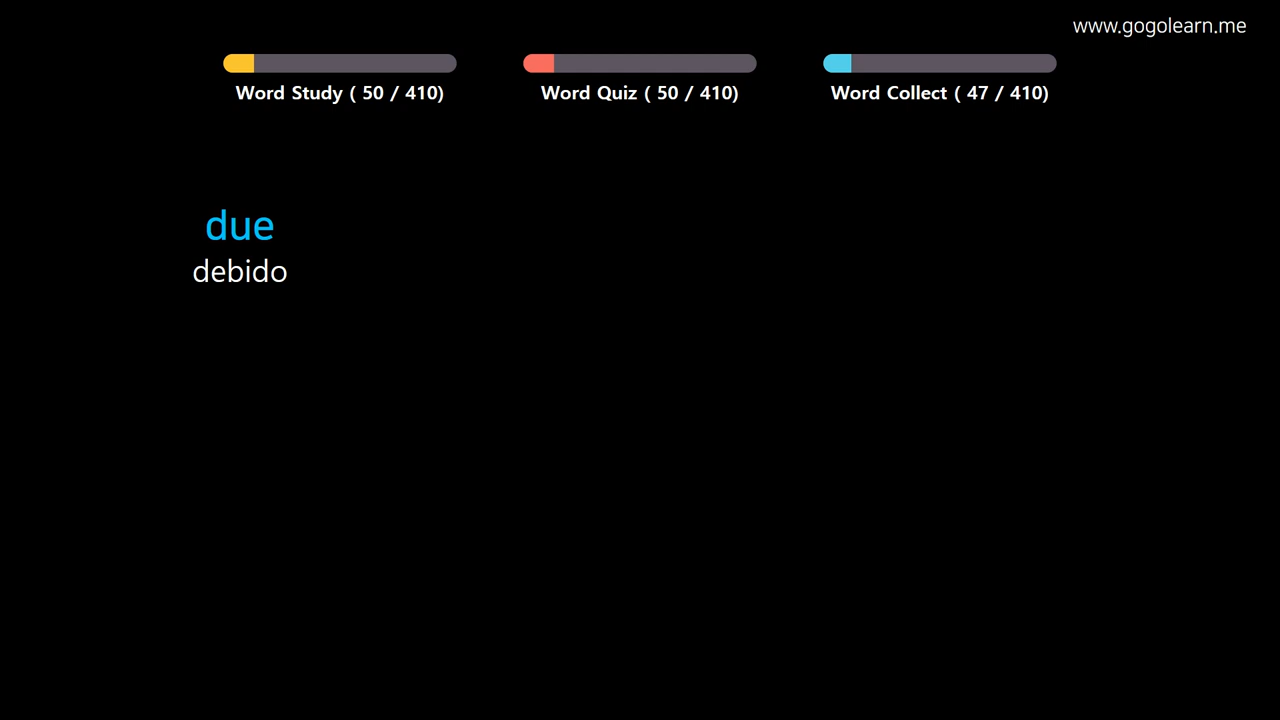 www.gogolearn.me
Word Study ( 50 / 410)
Word Quiz ( 50 / 410)
Word Collect ( 47 / 410)
due
debido